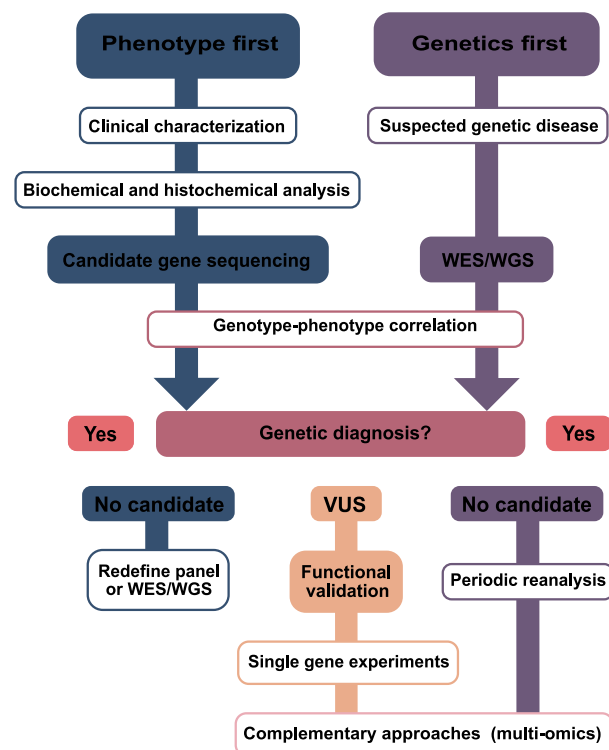 Phenotype first
Genetics first
Clinical characterization
Suspected genetic disease
Biochemical and histochemical analysis
Candidate gene sequencing
WES/WGS
Genotype-phenotype correlation
Yes
Genetic diagnosis?
Yes
No candidate
VUS
No candidate
Redefine panel
or WES/WGS
Functional
validation
Periodic reanalysis
Single gene experiments
Complementary approaches (multi-omics)